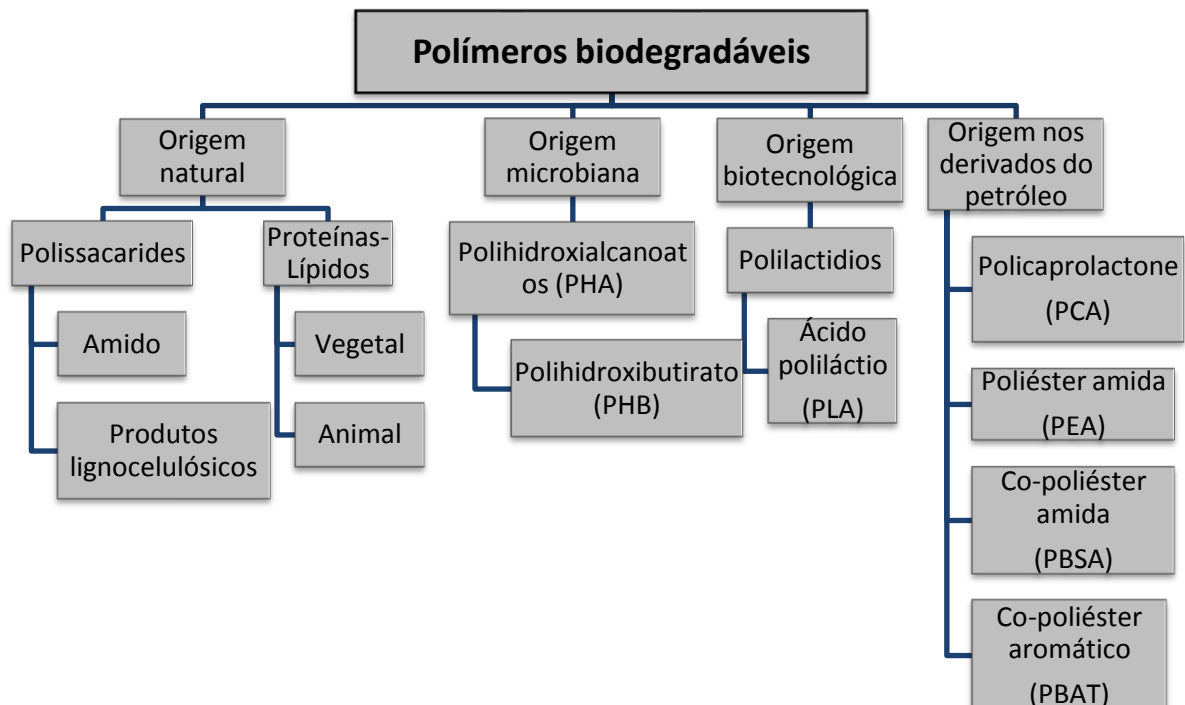 Polímeros biodegradáveis
Origem
natural
Origem
microbiana
Origem
biotecnológica
Origem nos
derivados do
petróleo
Polissacarides
Proteínas-
Lípidos
Polihidroxialcanoat
os (PHA)
Polilactidios
Policaprolactone
(PCA)
Amido
Vegetal
Polihidroxibutirato
(PHB)
Ácido
poliláctio
(PLA)
Poliéster amida
(PEA)
Produtos
lignocelulósicos
Animal
Co-poliéster
amida
(PBSA)
Co-poliéster
aromático
(PBAT)